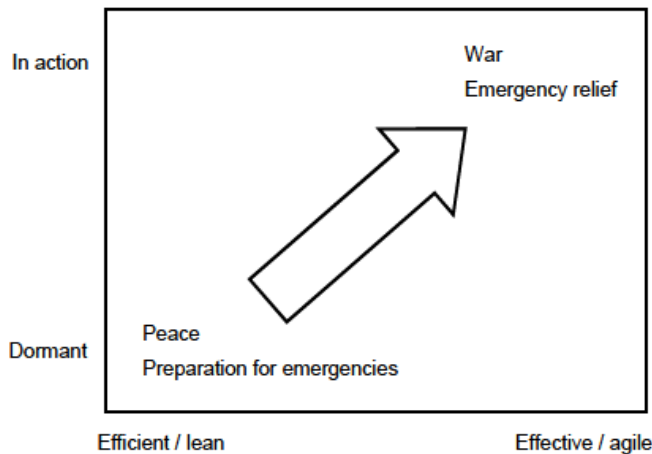 In action
War
Emergency relief
Peace
Dormant
Preparation for emergencies
Efficient / lean
Effective / agile